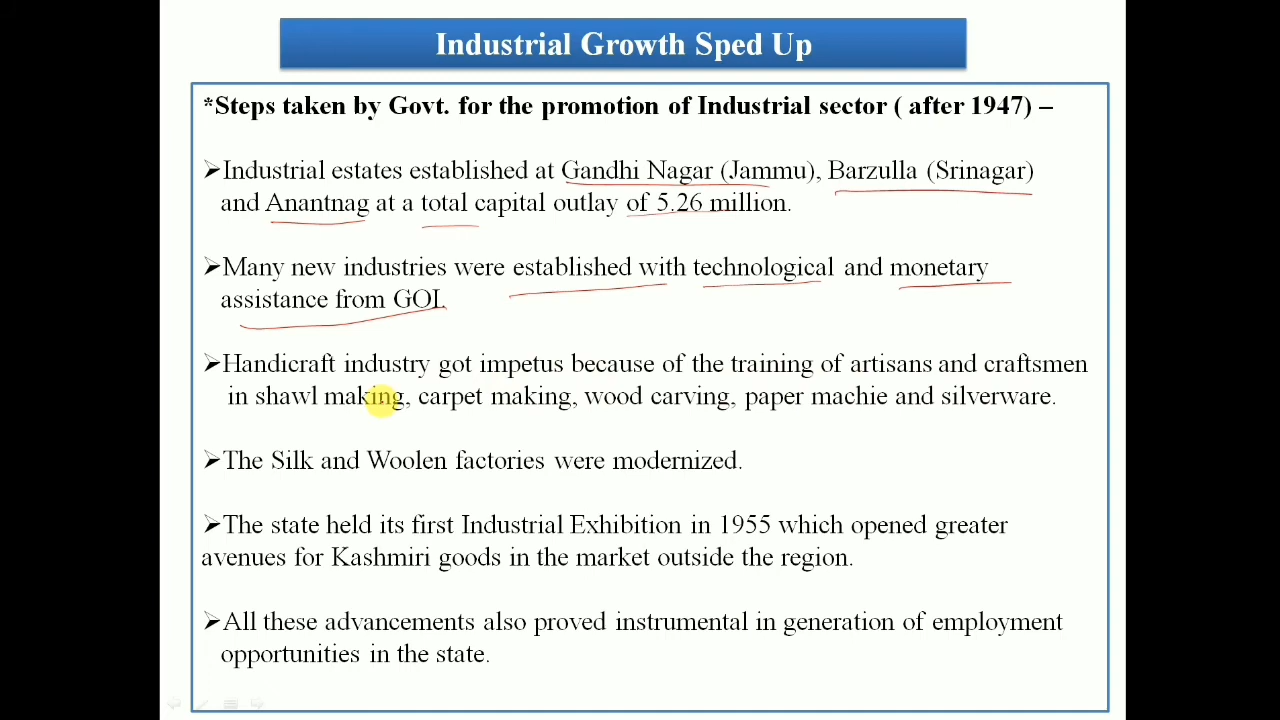 Industrial Growth Sped Up
*Steps taken by Govt. for the promotion of Industrial sector ( after 1947) –
➢Industrial estates established at Gandhi Nagar (Jammu), Barzulla (Srinagar)
and Anantnag at a total capital outlay of 5.26 million.
➢Many new industries were established with technological and monetary
assistance from GOI.
➢Handicraft industry got impetus because of the training of artisans and craftsmen
in shawl making, carpet making, wood carving, paper machie and silverware.
➢The Silk and Woolen factories were modernized.
➢The state held its first Industrial Exhibition in 1955 which opened greater
avenues for Kashmiri goods in the market outside the region.
➢All these advancements also proved instrumental in generation of employment
opportunities in the state.